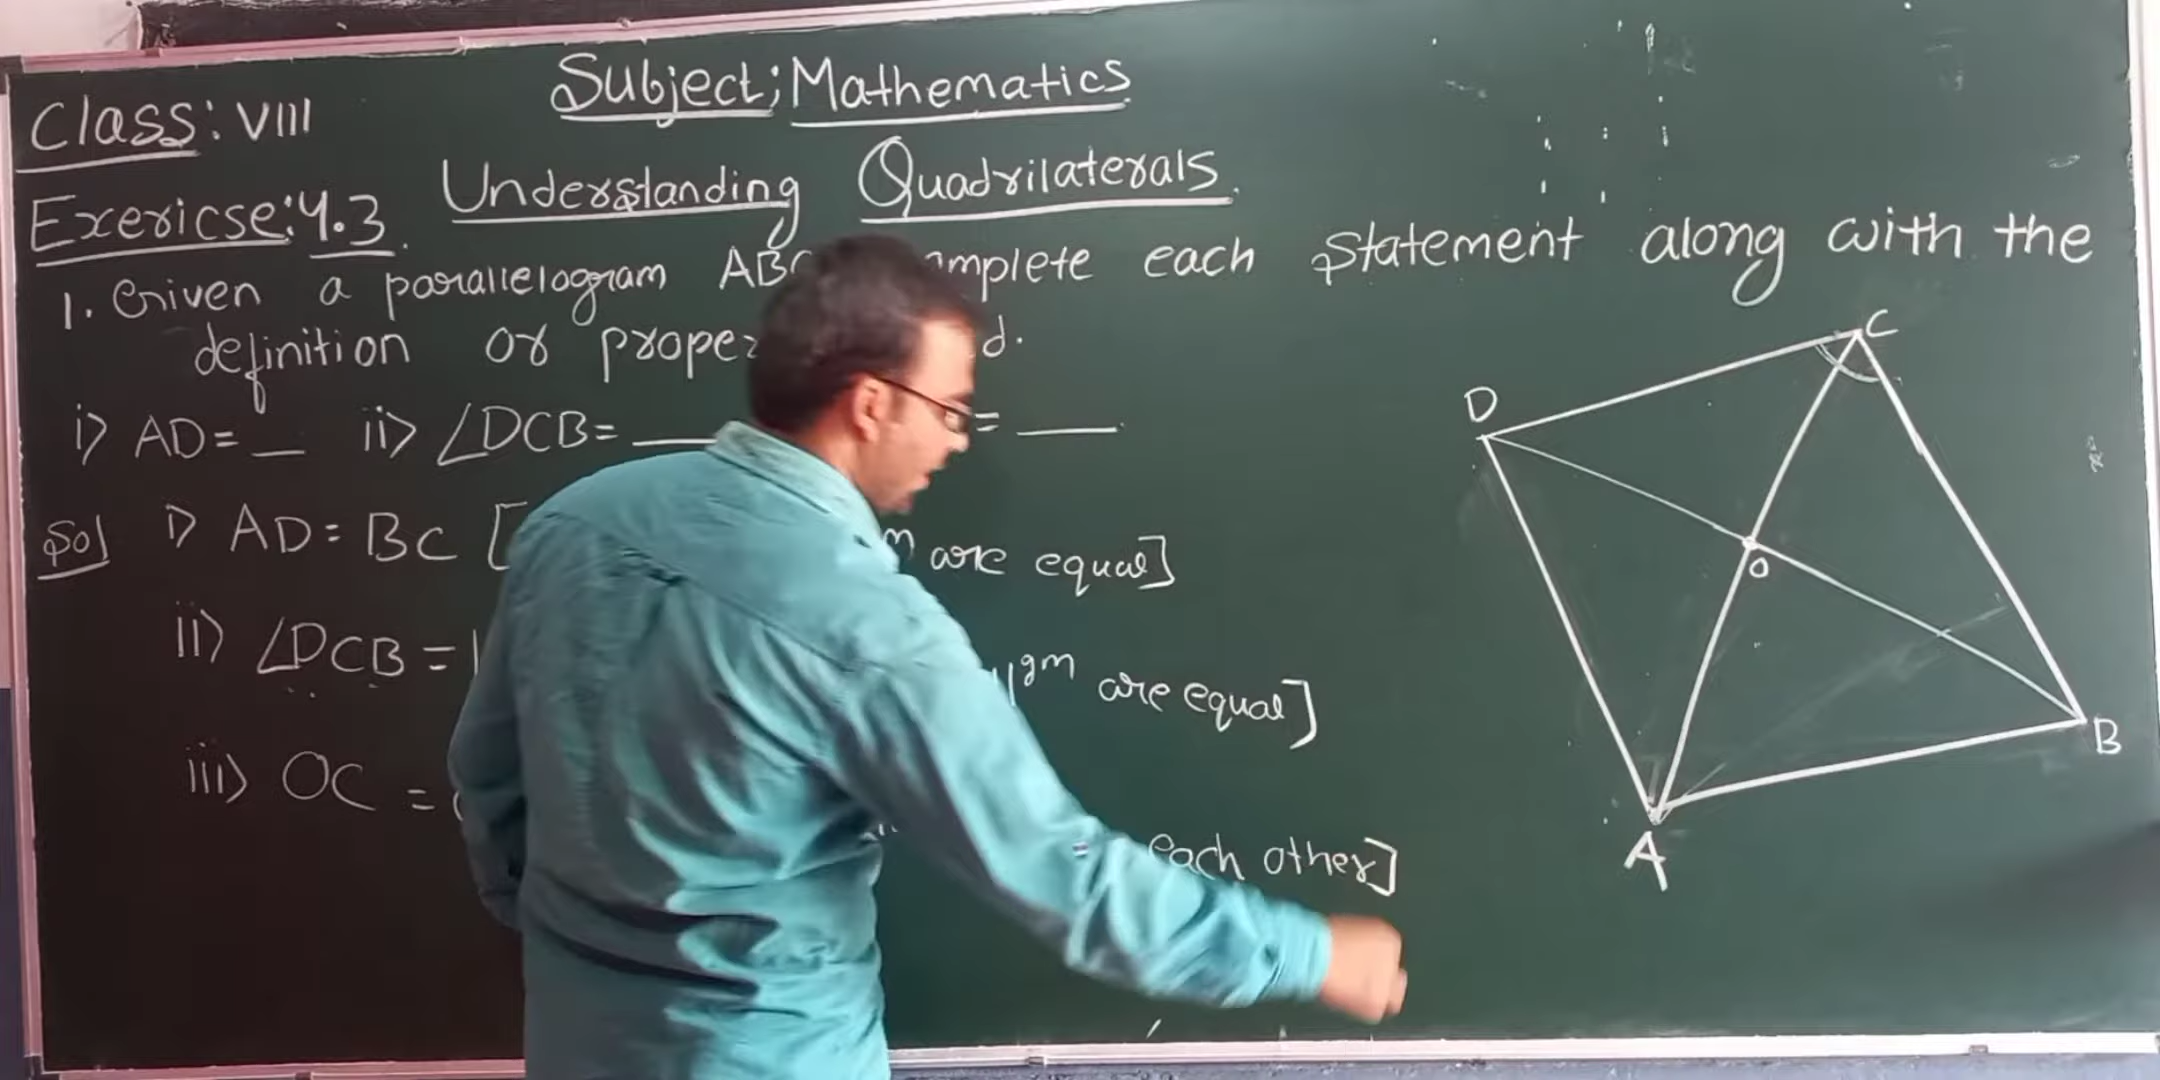 Subject; Mathematics
Class: VIII
Understanding Quadrilaterals.
Exericse: 4.3.
1. Given a parallelogram ABC mplete each statement along with the
definition or prope d.
i) AD = __ ii) ∠DCB = ____ = ____.
Sol i) AD = BC [ m are equal]
ii) ∠DCB = ||gm are equal]
iii) OC = each other]
D
C
O
B
A